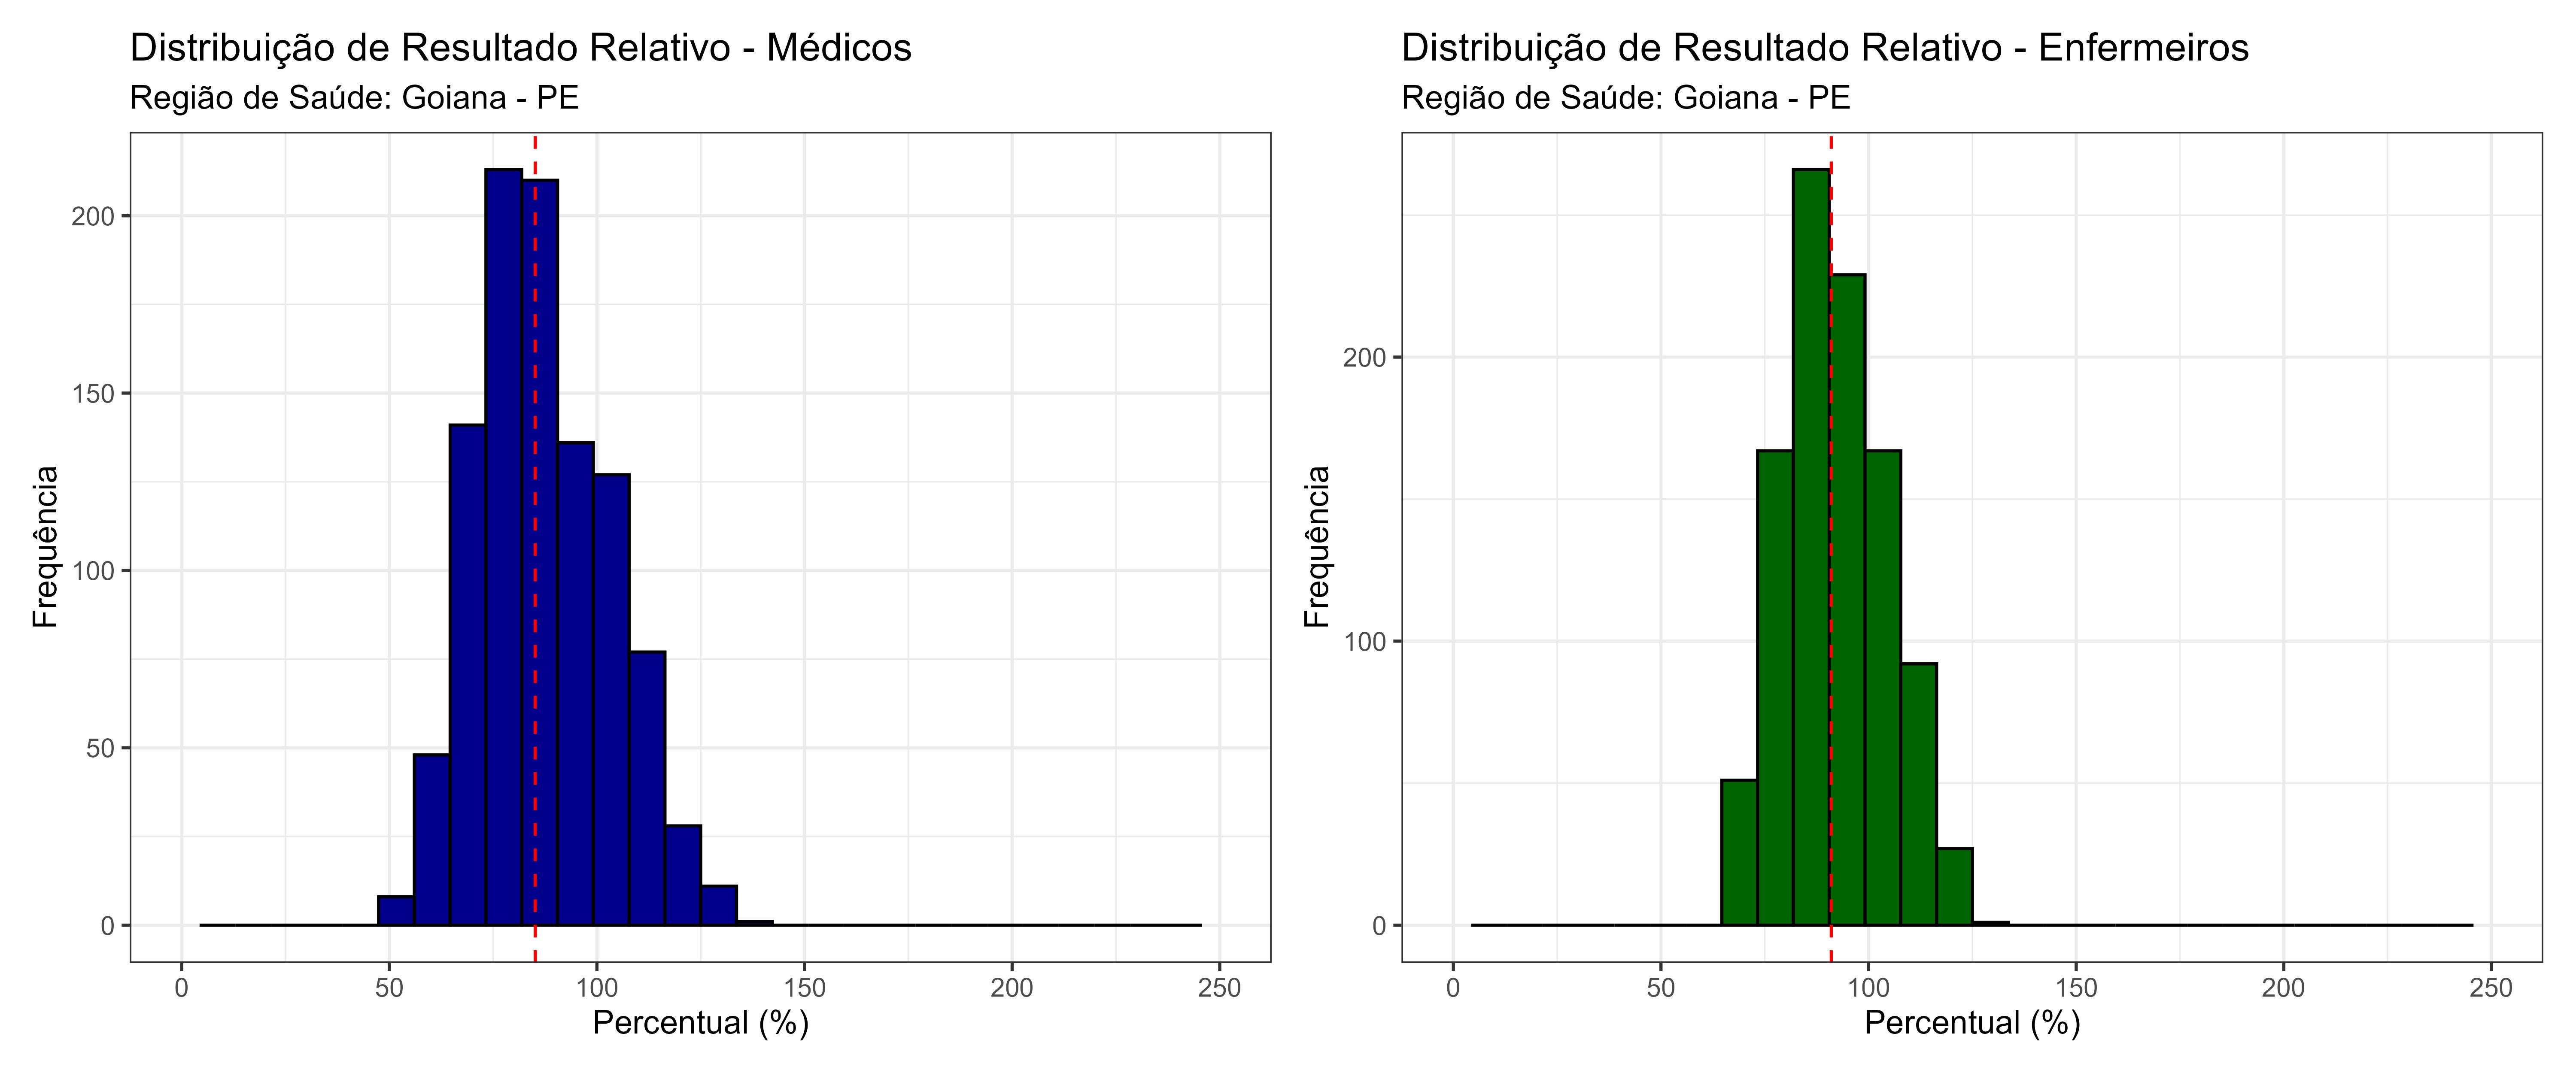 Distribuição de Resultado Relativo - Médicos
Região de Saúde: Goiana - PE
Frequência
200
150
100
50
0
0 50 100 150 200 250
Percentual (%)
Distribuição de Resultado Relativo - Enfermeiros
Região de Saúde: Goiana - PE
Frequência
200
100
0
0 50 100 150 200 250
Percentual (%)